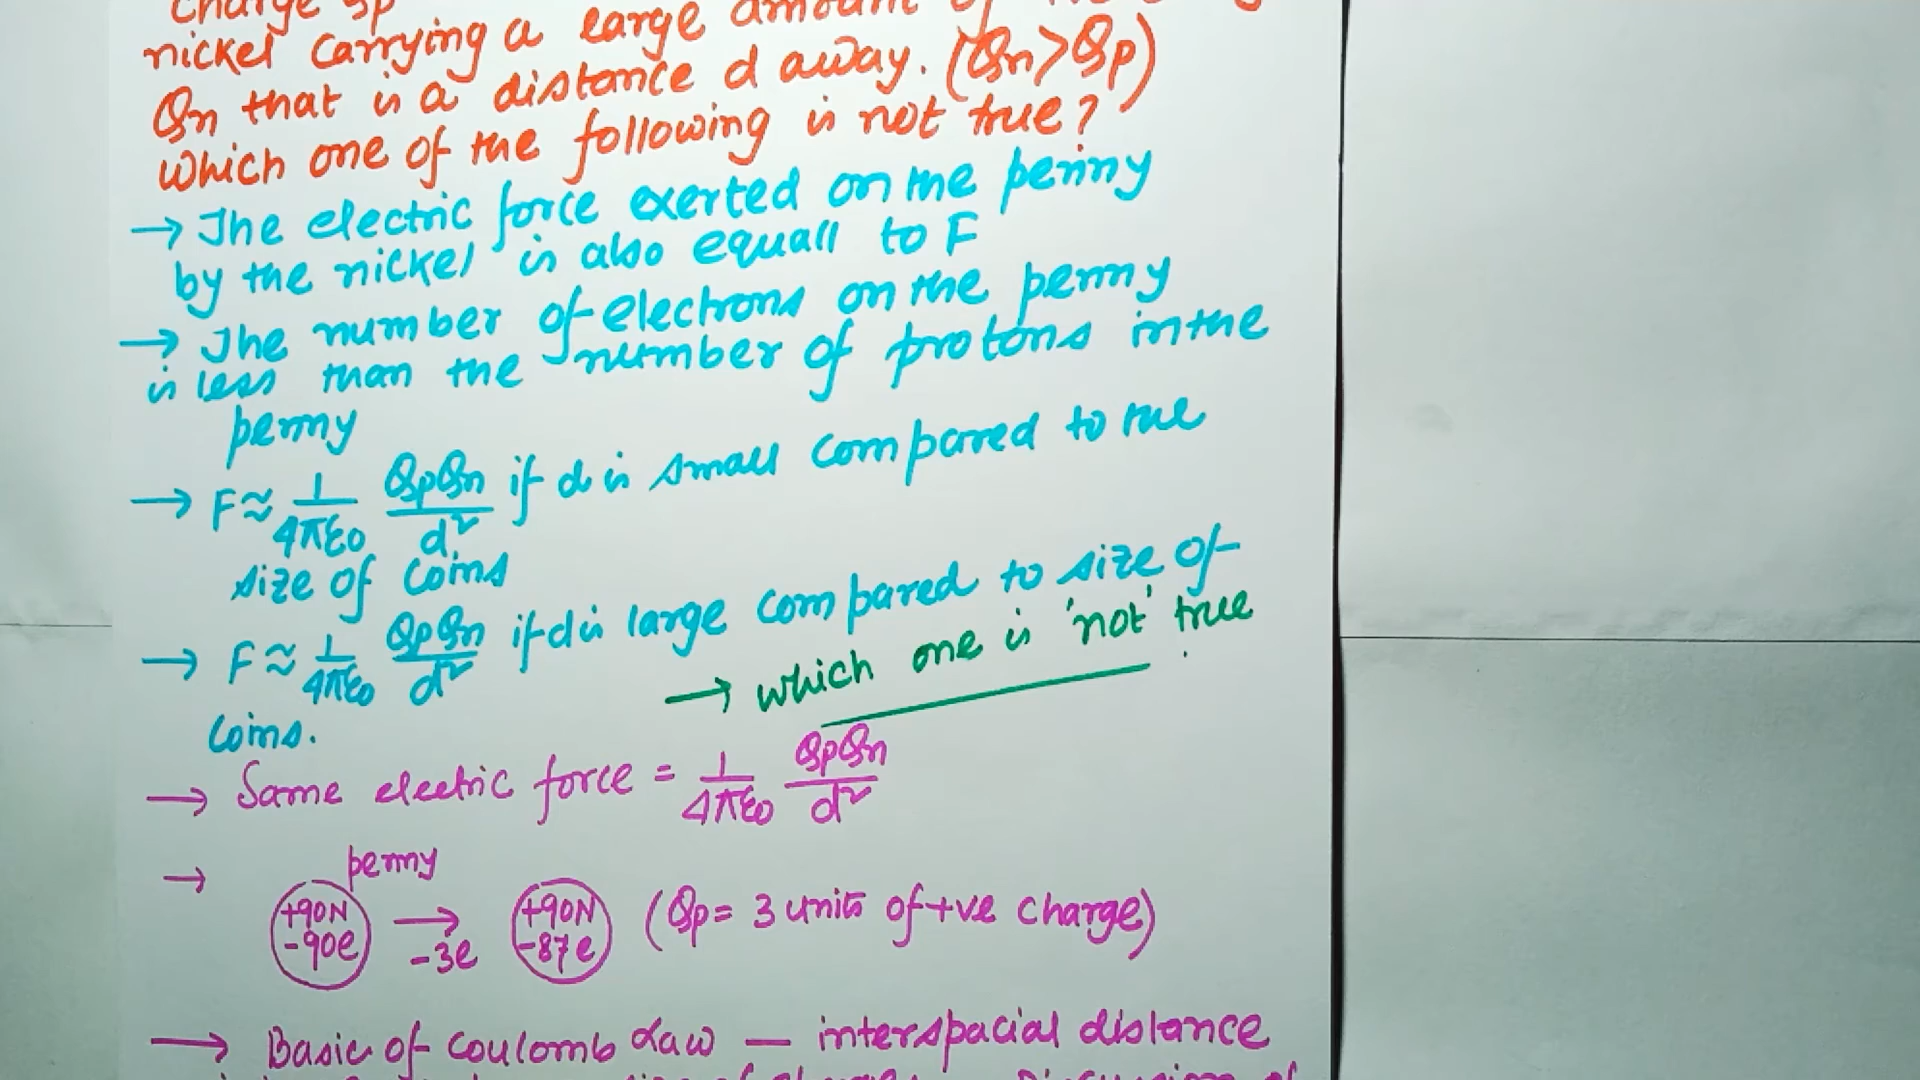 charge Qp
nickel carrying a large amount of
Qn that is a distance d away. (Qn>Qp)
Which one of the following is not true?
→ The electric force exerted on the penny
by the nickel is also equall to F
→ The number of electrons on the penny
is less than the number of protons in the
penny
→ F≈ 1/4πε0 QpQn/d² if d is small compared to the
size of coins
→ F≈ 1/4πε0 QpQn/d² if d is large compared to size of
coins.
→ which one is 'not' true
→ Same electric force = 1/4πε0 QpQn/d²
→ penny
+90N -90e → -3e +90N -87e (Qp= 3 units of +ve charge)
→ Basic of Coulomb Law — interspacial distance